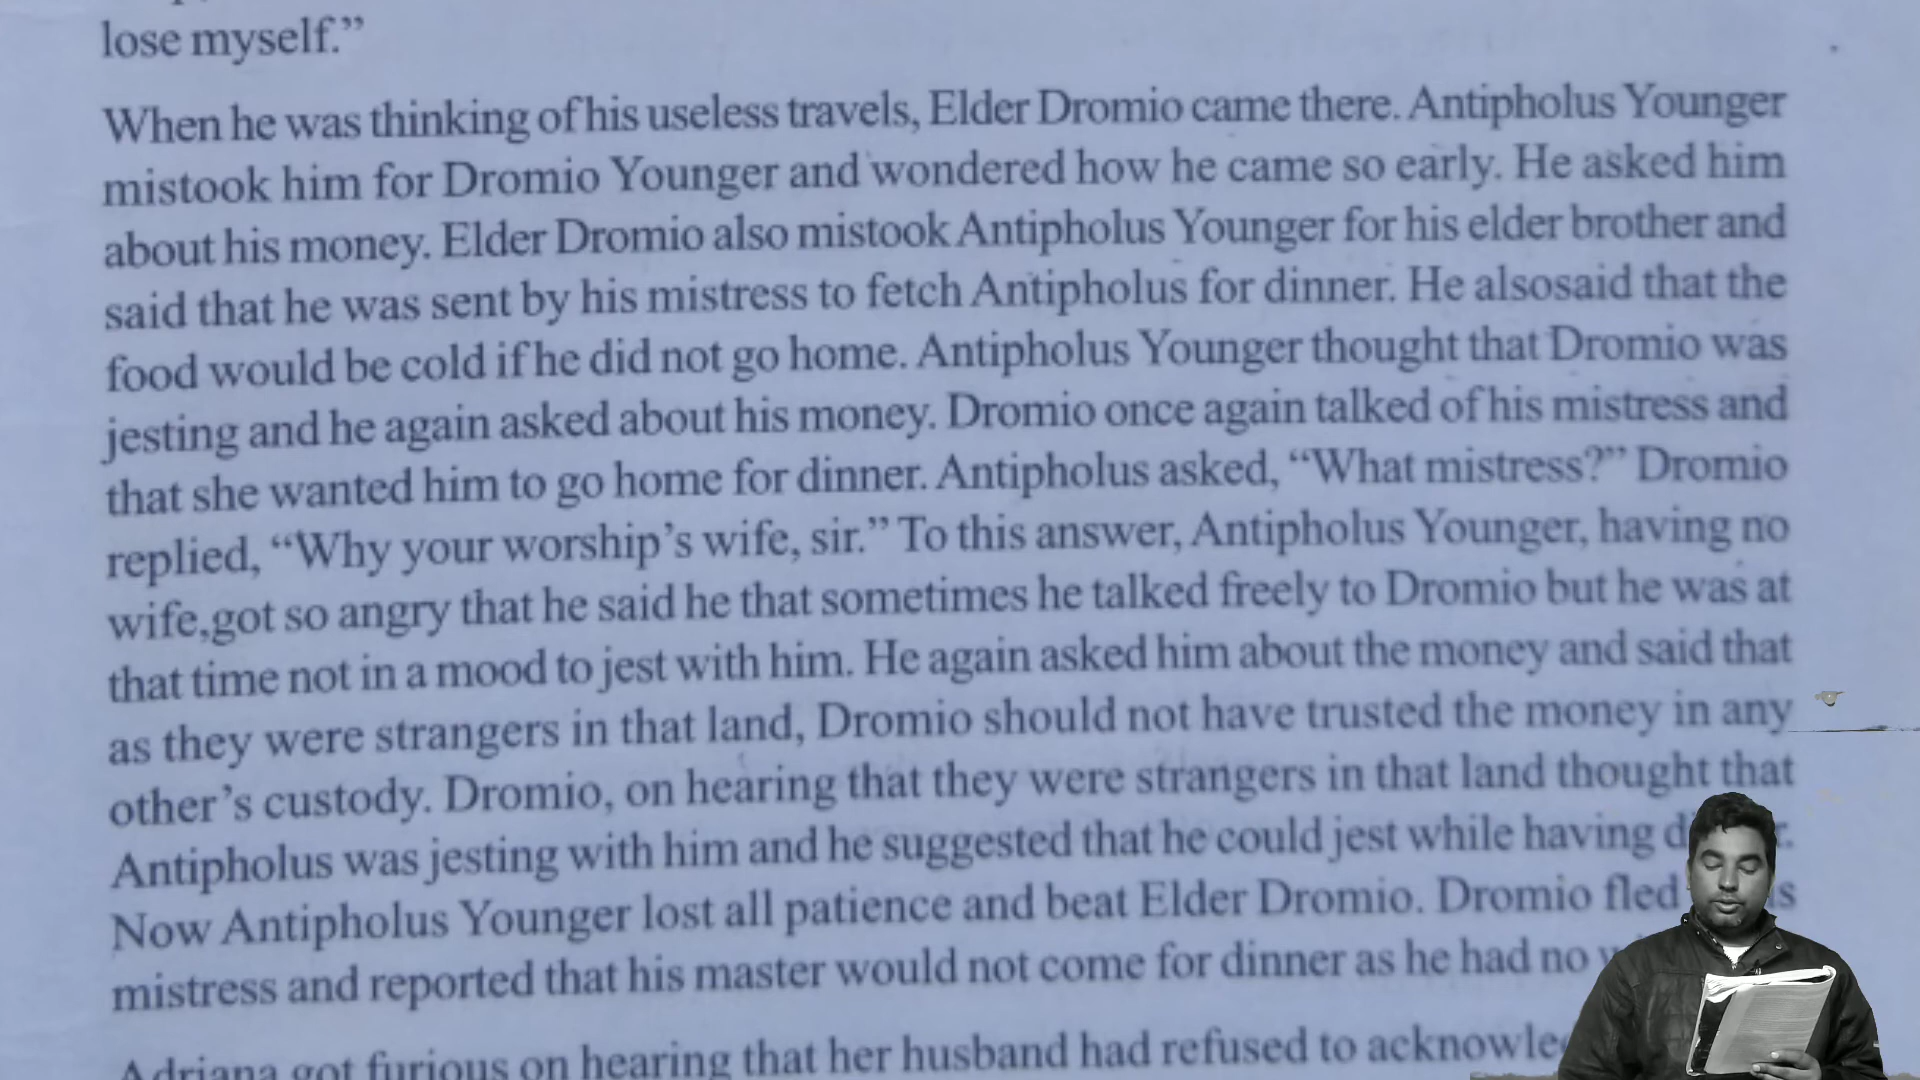 lose myself.”
When he was thinking of his useless travels, Elder Dromio came there. Antipholus Younger
mistook him for Dromio Younger and wondered how he came so early. He asked him
about his money. Elder Dromio also mistook Antipholus Younger for his elder brother and
said that he was sent by his mistress to fetch Antipholus for dinner. He alsosaid that the
food would be cold if he did not go home. Antipholus Younger thought that Dromio was
jesting and he again asked about his money. Dromio once again talked of his mistress and
that she wanted him to go home for dinner. Antipholus asked, “What mistress?” Dromio
replied, “Why your worship’s wife, sir.” To this answer, Antipholus Younger, having no
wife,got so angry that he said he that sometimes he talked freely to Dromio but he was at
that time not in a mood to jest with him. He again asked him about the money and said that
as they were strangers in that land, Dromio should not have trusted the money in any
other’s custody. Dromio, on hearing that they were strangers in that land thought that
Antipholus was jesting with him and he suggested that he could jest while having
Now Antipholus Younger lost all patience and beat Elder Dromio. Dromio fled
mistress and reported that his master would not come for dinner as he had no
Adriana got furious on hearing that her husband had refused to